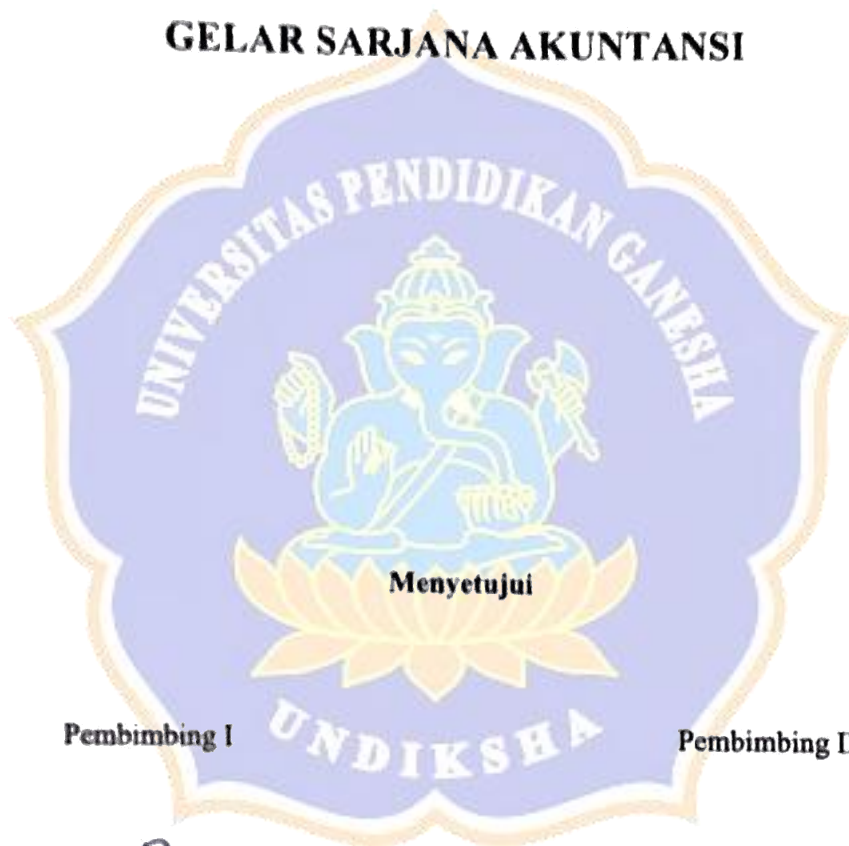 GELAR SARJANA AKUNTANSI
UNIVERSITAS PENDIDIKAN GANESHA
Menyetujui
Pembimbing I
Pembimbing I
UNDIKSHA